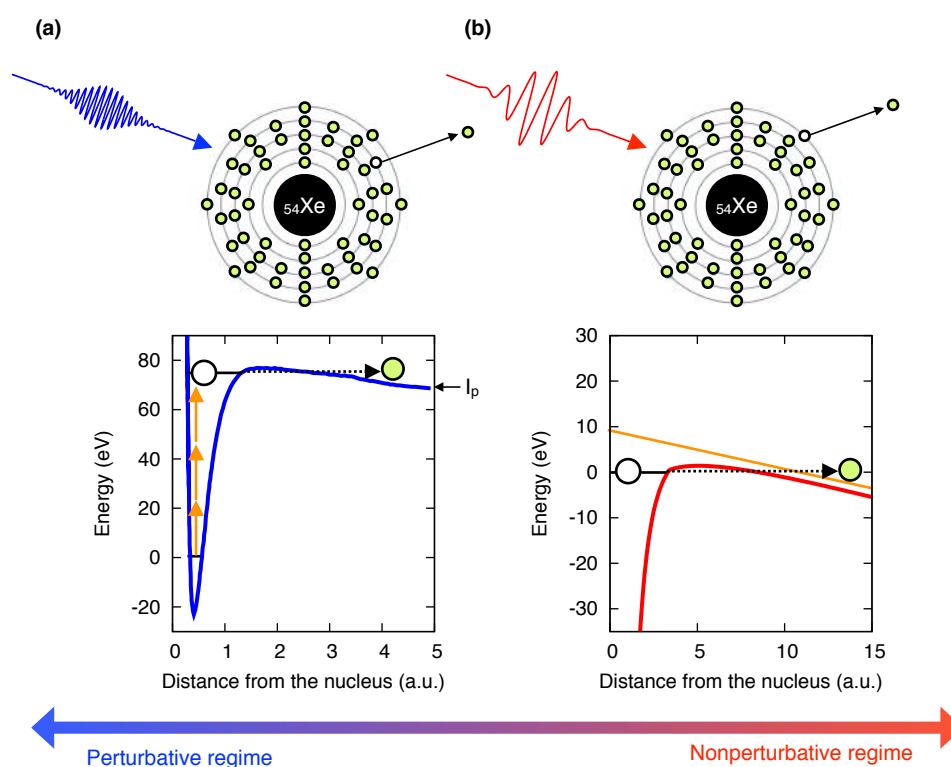 (a)
(b)
54Xe
54Xe
80
60
40
20
0
-20
Energy (eV)
Ip
0 1 2 3 4 5
Distance from the nucleus (a.u.)
30
20
10
0
-10
-20
-30
Energy (eV)
0 5 10 15
Distance from the nucleus (a.u.)
Perturbative regime
Nonperturbative regime